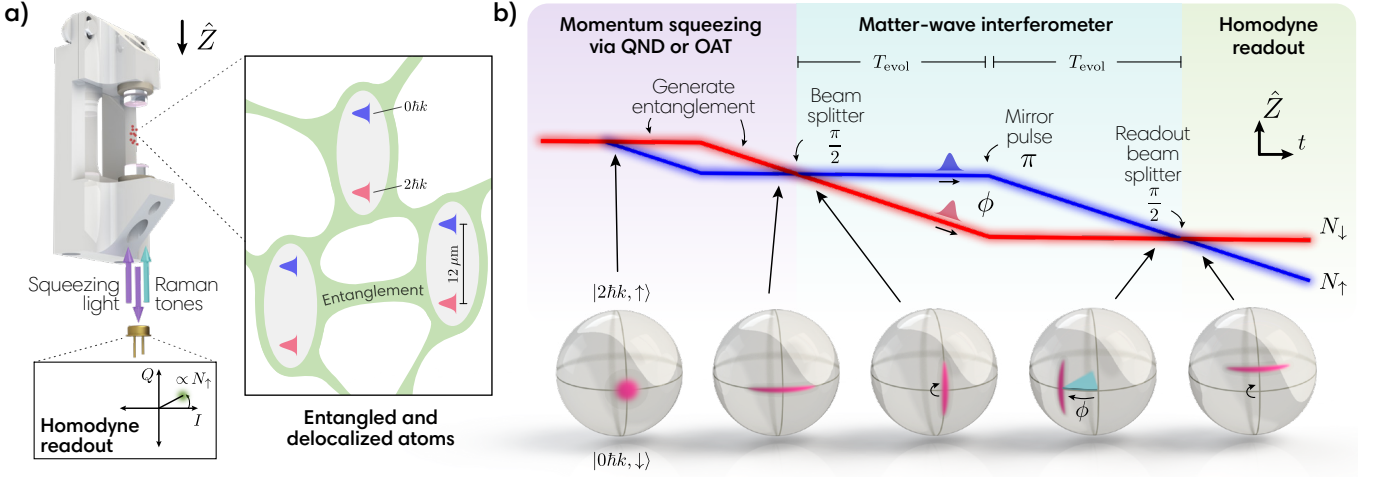 a)
Ẑ
Squeezing
light
Raman
tones
Q
∝ N↑
I
Homodyne
readout
0ħk
2ħk
12 μm
Entanglement
Entangled and
delocalized atoms
b)
Momentum squeezing
via QND or OAT
Matter-wave interferometer
Homodyne
readout
T_evol
T_evol
Generate
entanglement
Beam
splitter
π/2
Mirror
pulse
π
Readout
beam
splitter
π/2
Ẑ
t
ϕ
N↓
N↑
|2ħk, ↑⟩
ϕ
|0ħk, ↓⟩